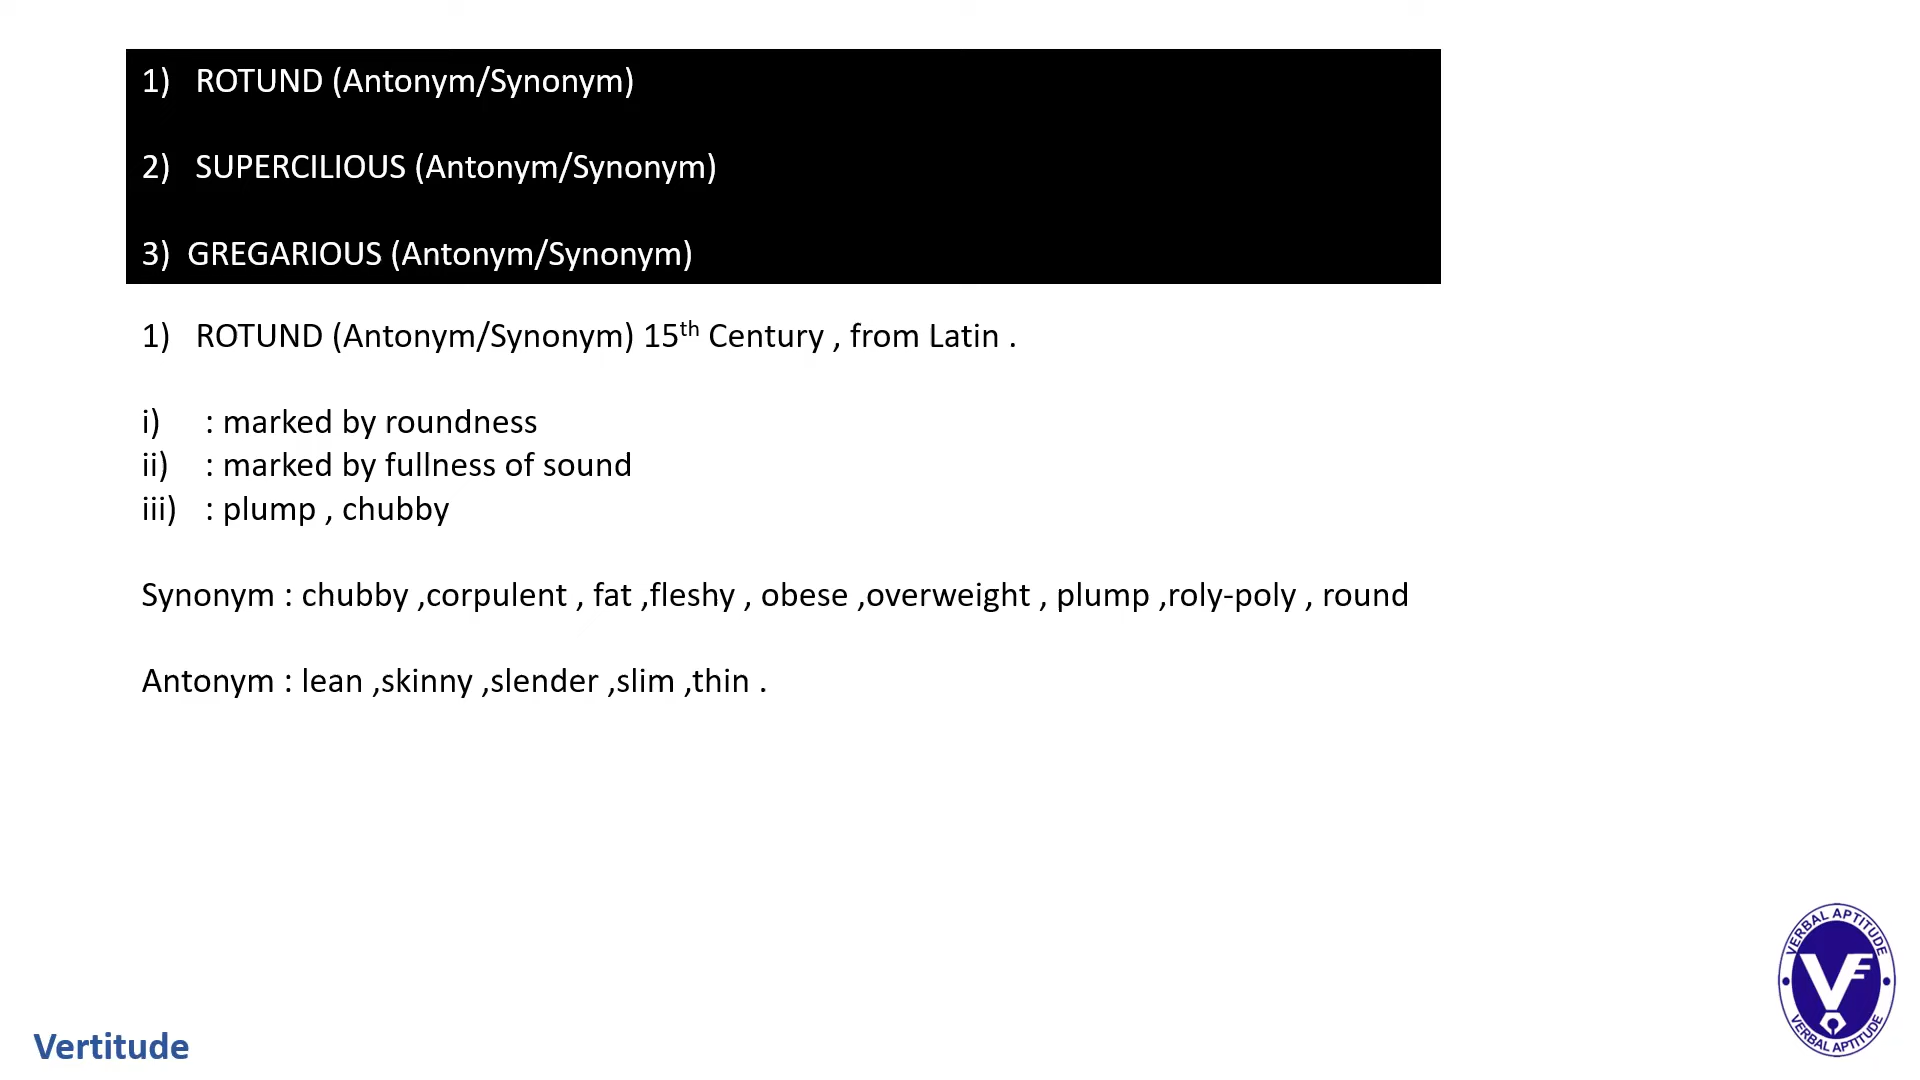 1) ROTUND (Antonym/Synonym)
2) SUPERCILIOUS (Antonym/Synonym)
3) GREGARIOUS (Antonym/Synonym)
1) ROTUND (Antonym/Synonym) 15th Century , from Latin .
i) : marked by roundness
ii) : marked by fullness of sound
iii) : plump , chubby
Synonym : chubby ,corpulent , fat ,fleshy , obese ,overweight , plump ,roly-poly , round
Antonym : lean ,skinny ,slender ,slim ,thin .
VERBAL APTITUDE
VERBAL APTITUDE
Vertitude